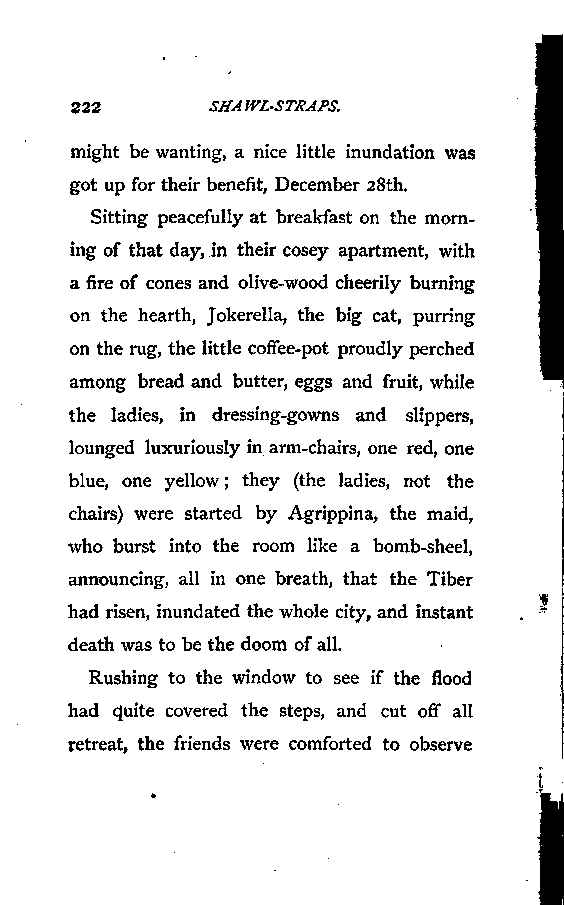 222 SHAWL-STRAPS.
might be wanting, a nice little inundation was
got up for their benefit, December 28th.
Sitting peacefully at breakfast on the morn-
ing of that day, in their cosey apartment, with
a fire of cones and olive-wood cheerily burning
on the hearth, Jokerella, the big cat, purring
on the rug, the little coffee-pot proudly perched
among bread and butter, eggs and fruit, while
the ladies, in dressing-gowns and slippers,
lounged luxuriously in arm-chairs, one red, one
blue, one yellow; they (the ladies, not the
chairs) were started by Agrippina, the maid,
who burst into the room like a bomb-sheel,
announcing, all in one breath, that the Tiber
had risen, inundated the whole city, and instant
death was to be the doom of all.
Rushing to the window to see if the flood
had quite covered the steps, and cut off all
retreat, the friends were comforted to observe